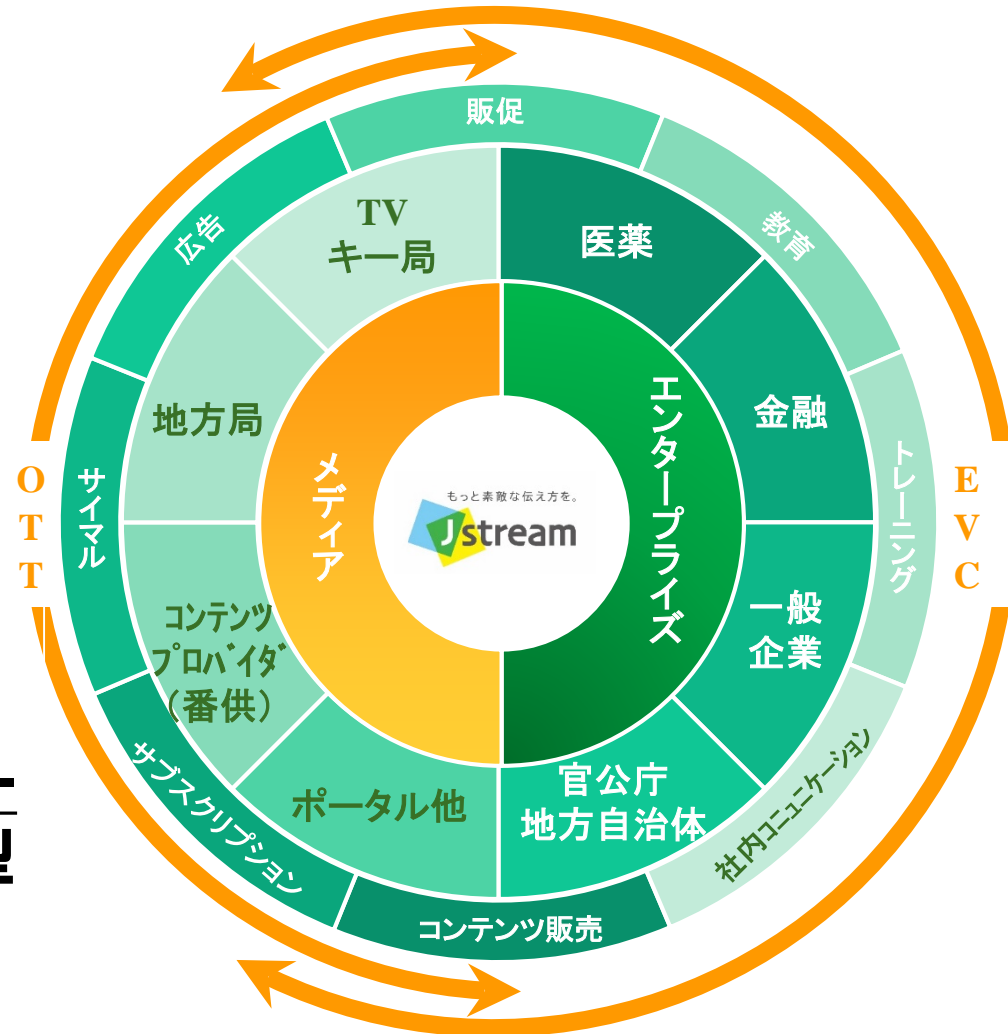 販促
広告
教育
TV
キー局
医薬
地方局
金融
サイマル
メディア
もっと素敵な伝え方を。
Jstream
エンタープライズ
トレーニング
OTT
EVC
コンテンツ
プロバイダ
(番供)
一般
企業
ポータル他
官公庁
地方自治体
サブスクリプション
社内コニュニケーション
コンテンツ販売